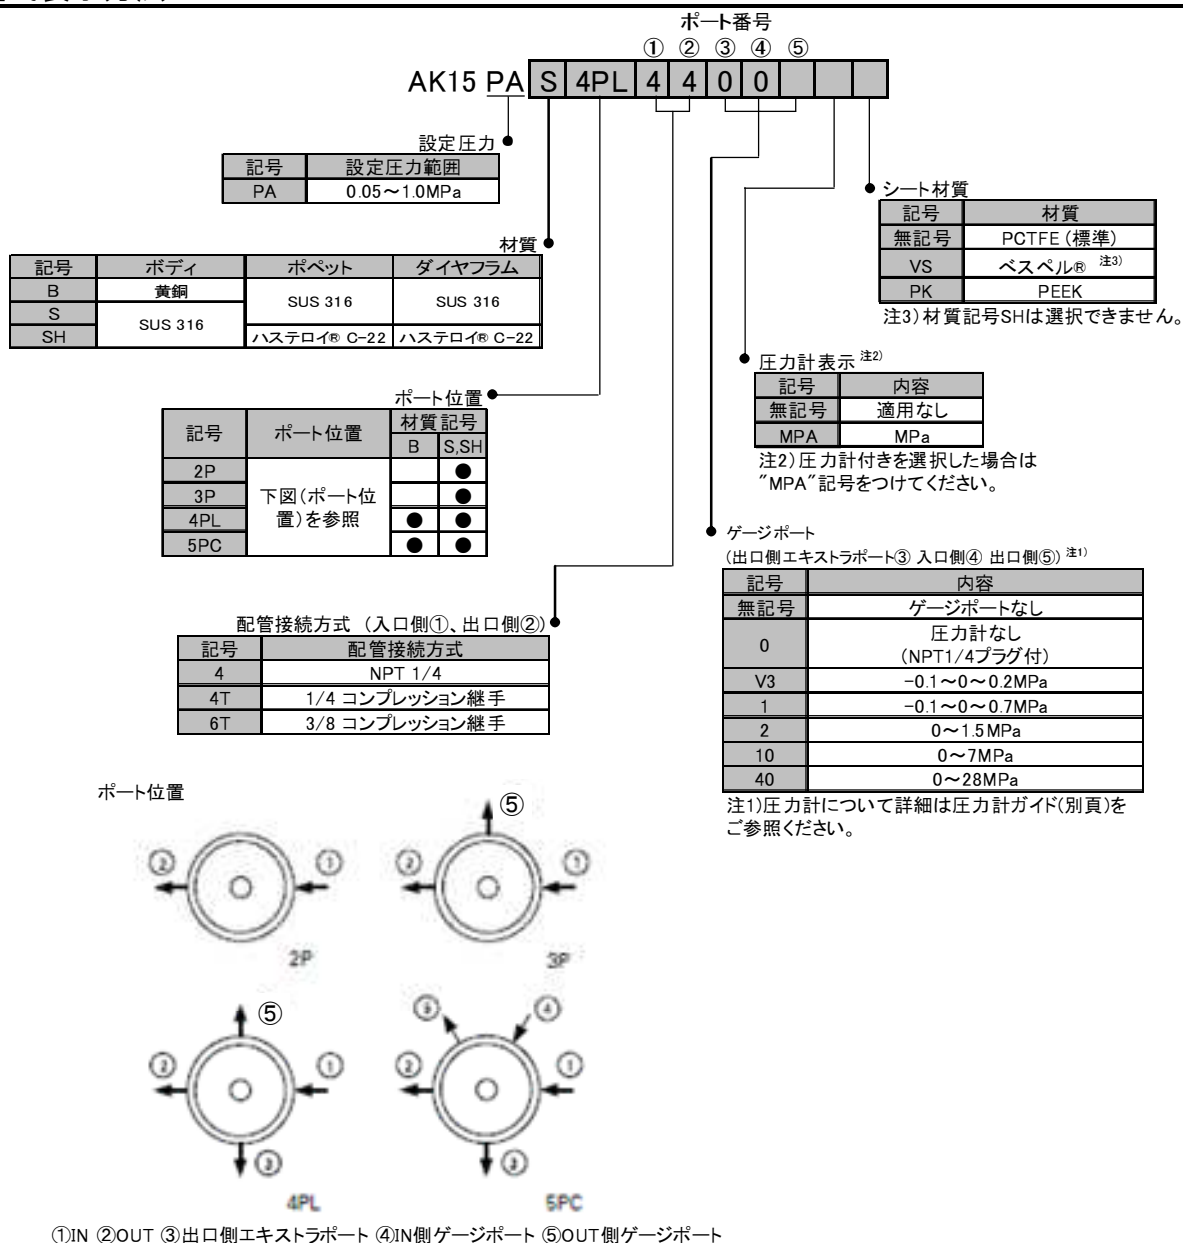 ポート番号
① ② ③ ④ ⑤
AK15 PA S 4PL 4 4 0 0
設定圧力
記号 設定圧力範囲
PA 0.05～1.0MPa
シート材質
記号 材質
無記号 PCTFE (標準)
VS ベスペル® 注3)
PK PEEK
注3)材質記号SHは選択できません。
材質
記号 ボディ ポペット ダイヤフラム
B 黄銅 SUS 316 SUS 316
S SUS 316
SH ハステロイ® C-22 ハステロイ® C-22
圧力計表示 注2)
記号 内容
無記号 適用なし
MPA MPa
注2)圧力計付きを選択した場合は
"MPA"記号をつけてください。
ポート位置
記号 ポート位置 材質記号
B S,SH
2P ●
3P 下図(ポート位 ●
4PL 置)を参照 ● ●
5PC ● ●
ゲージポート
(出口側エキストラポート③ 入口側④ 出口側⑤) 注1)
記号 内容
無記号 ゲージポートなし
0 圧力計なし
(NPT1/4プラグ付)
V3 -0.1～0～0.2MPa
1 -0.1～0～0.7MPa
2 0～1.5MPa
10 0～7MPa
40 0～28MPa
注1)圧力計について詳細は圧力計ガイド(別頁)を
ご参照ください。
配管接続方式 (入口側①、出口側②)
記号 配管接続方式
4 NPT 1/4
4T 1/4 コンプレッション継手
6T 3/8 コンプレッション継手
ポート位置
② ①
2P
⑤
② ①
3P
⑤
② ①
③
4PL
⑤ ④
② ①
③
5PC
①IN ②OUT ③出口側エキストラポート ④IN側ゲージポート ⑤OUT側ゲージポート